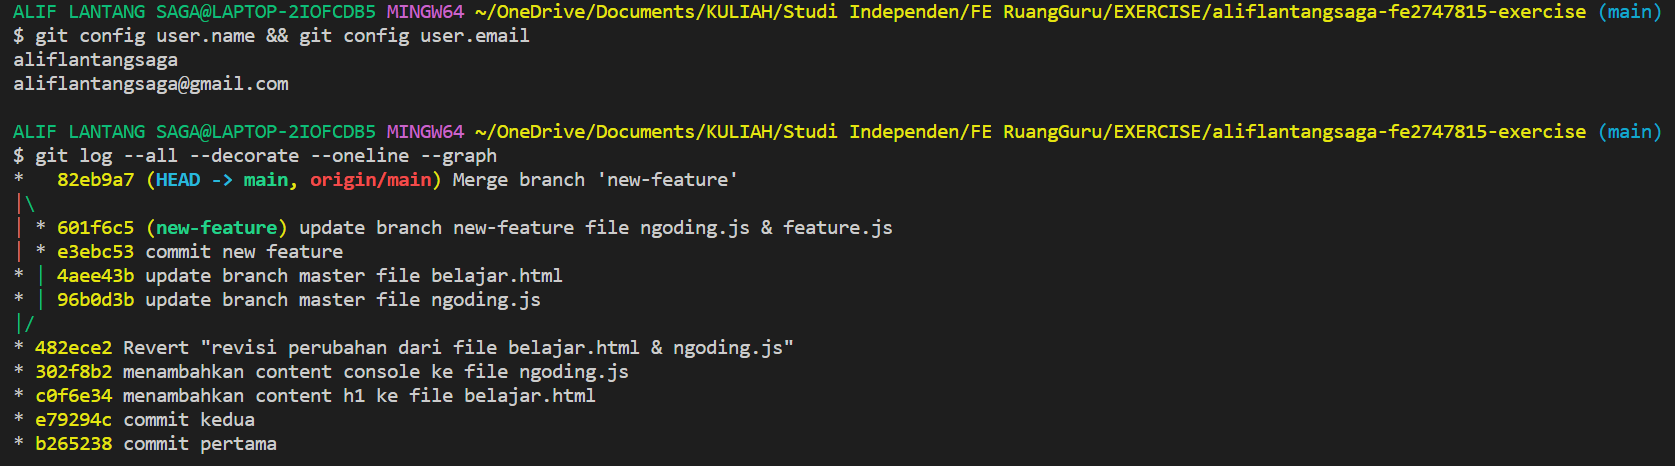 ALIF LANTANG SAGA@LAPTOP-2IOFCDB5 MINGW64 ~/OneDrive/Documents/KULIAH/Studi Independen/FE RuangGuru/EXERCISE/aliflantangsaga-fe2747815-exercise (main)
$ git config user.name && git config user.email
aliflantangsaga
aliflantangsaga@gmail.com

ALIF LANTANG SAGA@LAPTOP-2IOFCDB5 MINGW64 ~/OneDrive/Documents/KULIAH/Studi Independen/FE RuangGuru/EXERCISE/aliflantangsaga-fe2747815-exercise (main)
$ git log --all --decorate --oneline --graph
*   82eb9a7 (HEAD -> main, origin/main) Merge branch 'new-feature'
|\
| * 601f6c5 (new-feature) update branch new-feature file ngoding.js & feature.js
| * e3ebc53 commit new feature
* | 4aee43b update branch master file belajar.html
* | 96b0d3b update branch master file ngoding.js
|/
* 482ece2 Revert "revisi perubahan dari file belajar.html & ngoding.js"
* 302f8b2 menambahkan content console ke file ngoding.js
* c0f6e34 menambahkan content h1 ke file belajar.html
* e79294c commit kedua
* b265238 commit pertama